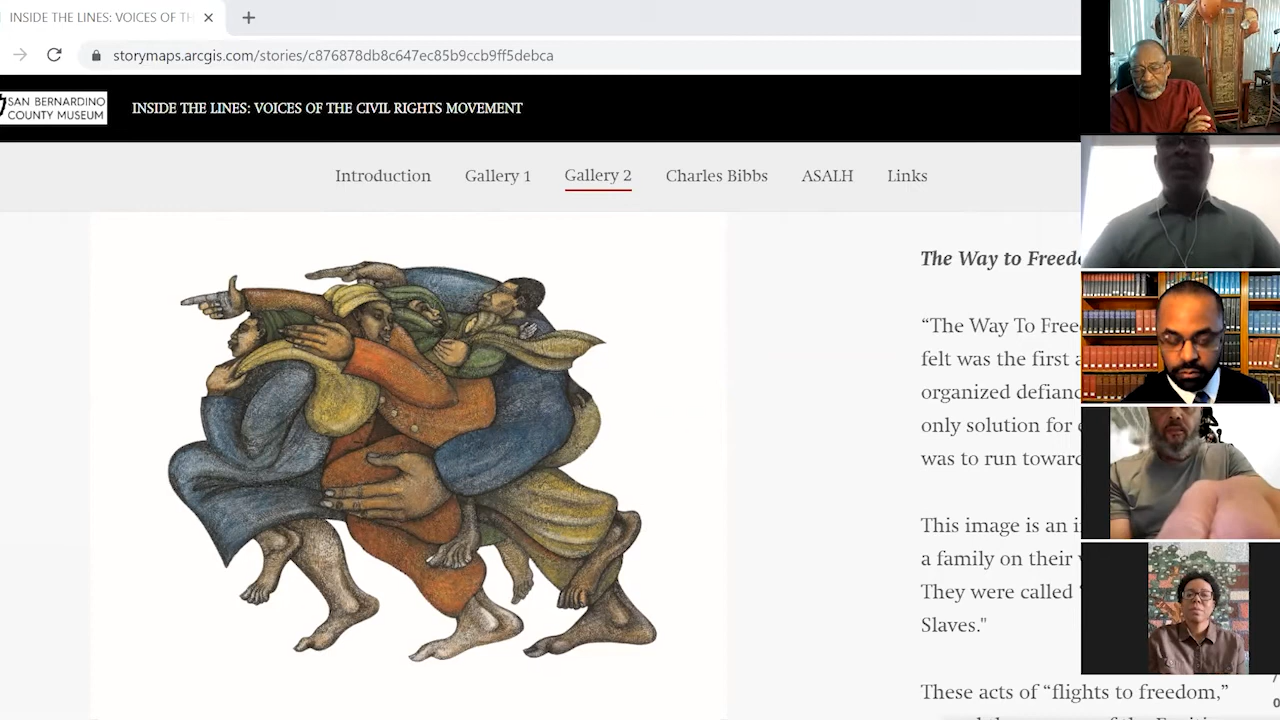 INSIDE THE LINES: VOICES OF TH
storymaps.arcgis.com/stories/c876878db8c647ec85b9ccb9ff5debca
SAN BERNARDINO
COUNTY MUSEUM
INSIDE THE LINES: VOICES OF THE CIVIL RIGHTS MOVEMENT
Introduction Gallery 1 Gallery 2 Charles Bibbs ASALH Links
The Way to Freed
“The Way To Free
felt was the first a
organized defianc
only solution for
was to run toward
This image is an i
a family on their
They were called
Slaves."
These acts of “flights to freedom,”